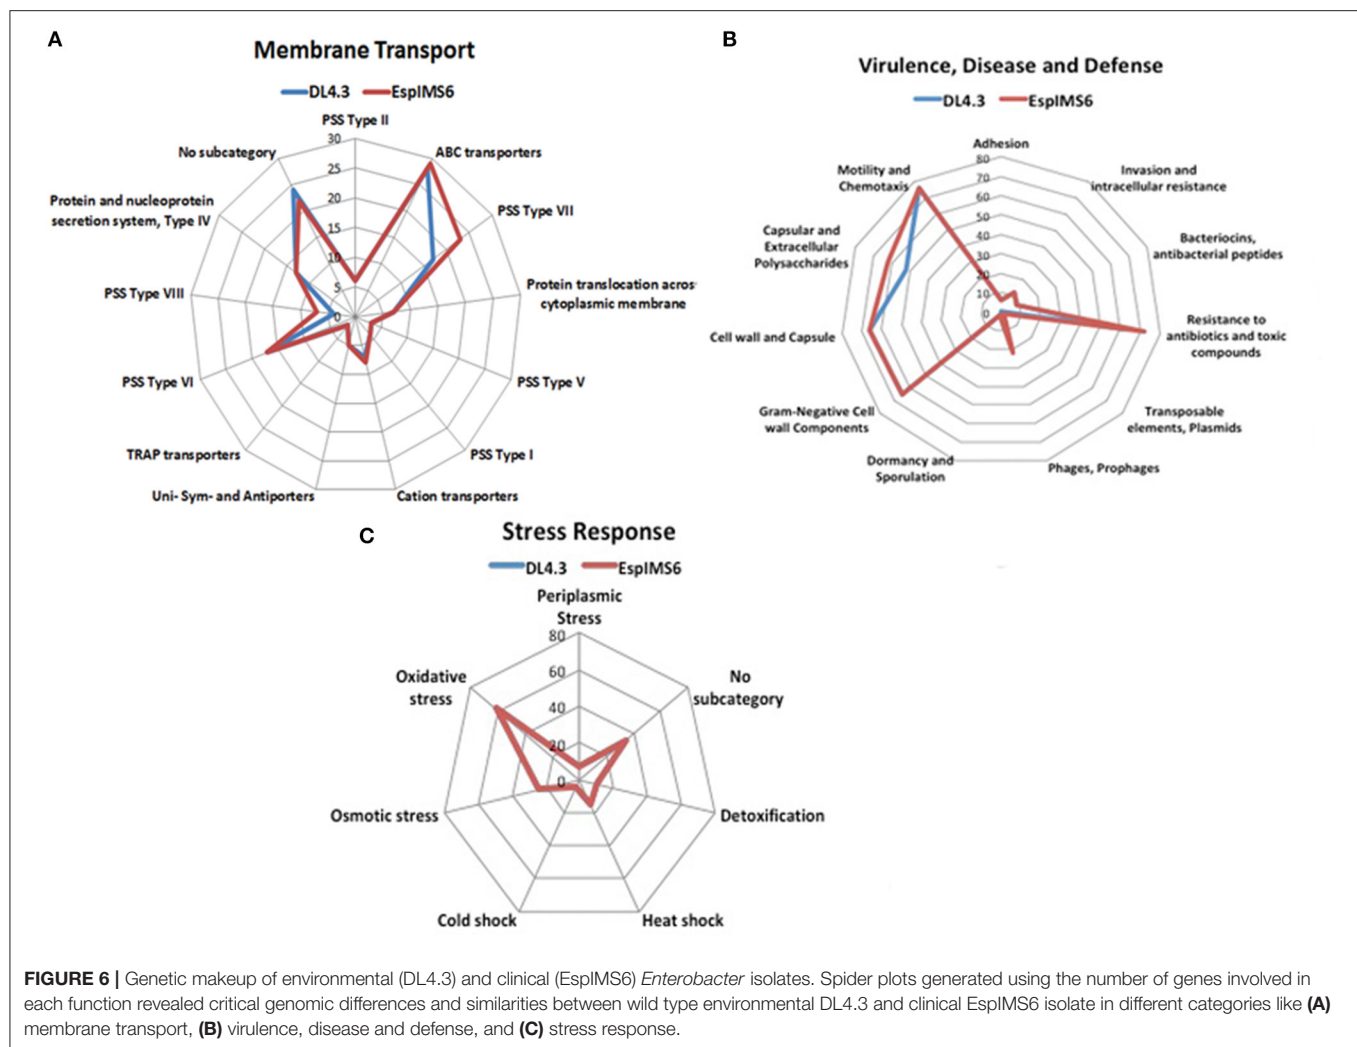 A
Membrane Transport
DL4.3 EspIMS6
PSS Type II
ABC transporters
PSS Type VII
Protein translocation acros
cytoplasmic membrane
PSS Type V
PSS Type I
Cation transporters
Uni- Sym- and Antiporters
TRAP transporters
PSS Type VI
PSS Type VIII
Protein and nucleoprotein
secretion system, Type IV
No subcategory
30
25
20
15
10
5
0
B
Virulence, Disease and Defense
DL4.3 EspIMS6
Adhesion
Invasion and
intracellular resistance
Bacteriocins,
antibacterial peptides
Resistance to
antibiotics and toxic
compounds
Transposable
elements, Plasmids
Phages, Prophages
Dormancy and
Sporulation
Gram-Negative Cell
wall Components
Cell wall and Capsule
Capsular and
Extracellular
Polysaccharides
Motility and
Chemotaxis
80
70
60
50
40
30
20
10
0
C
Stress Response
DL4.3 EspIMS6
Periplasmic
Stress
No
subcategory
Detoxification
Heat shock
Cold shock
Osmotic stress
Oxidative
stress
80
60
40
20
0
FIGURE 6 | Genetic makeup of environmental (DL4.3) and clinical (EspIMS6) Enterobacter isolates. Spider plots generated using the number of genes involved in
each function revealed critical genomic differences and similarities between wild type environmental DL4.3 and clinical EspIMS6 isolate in different categories like (A)
membrane transport, (B) virulence, disease and defense, and (C) stress response.